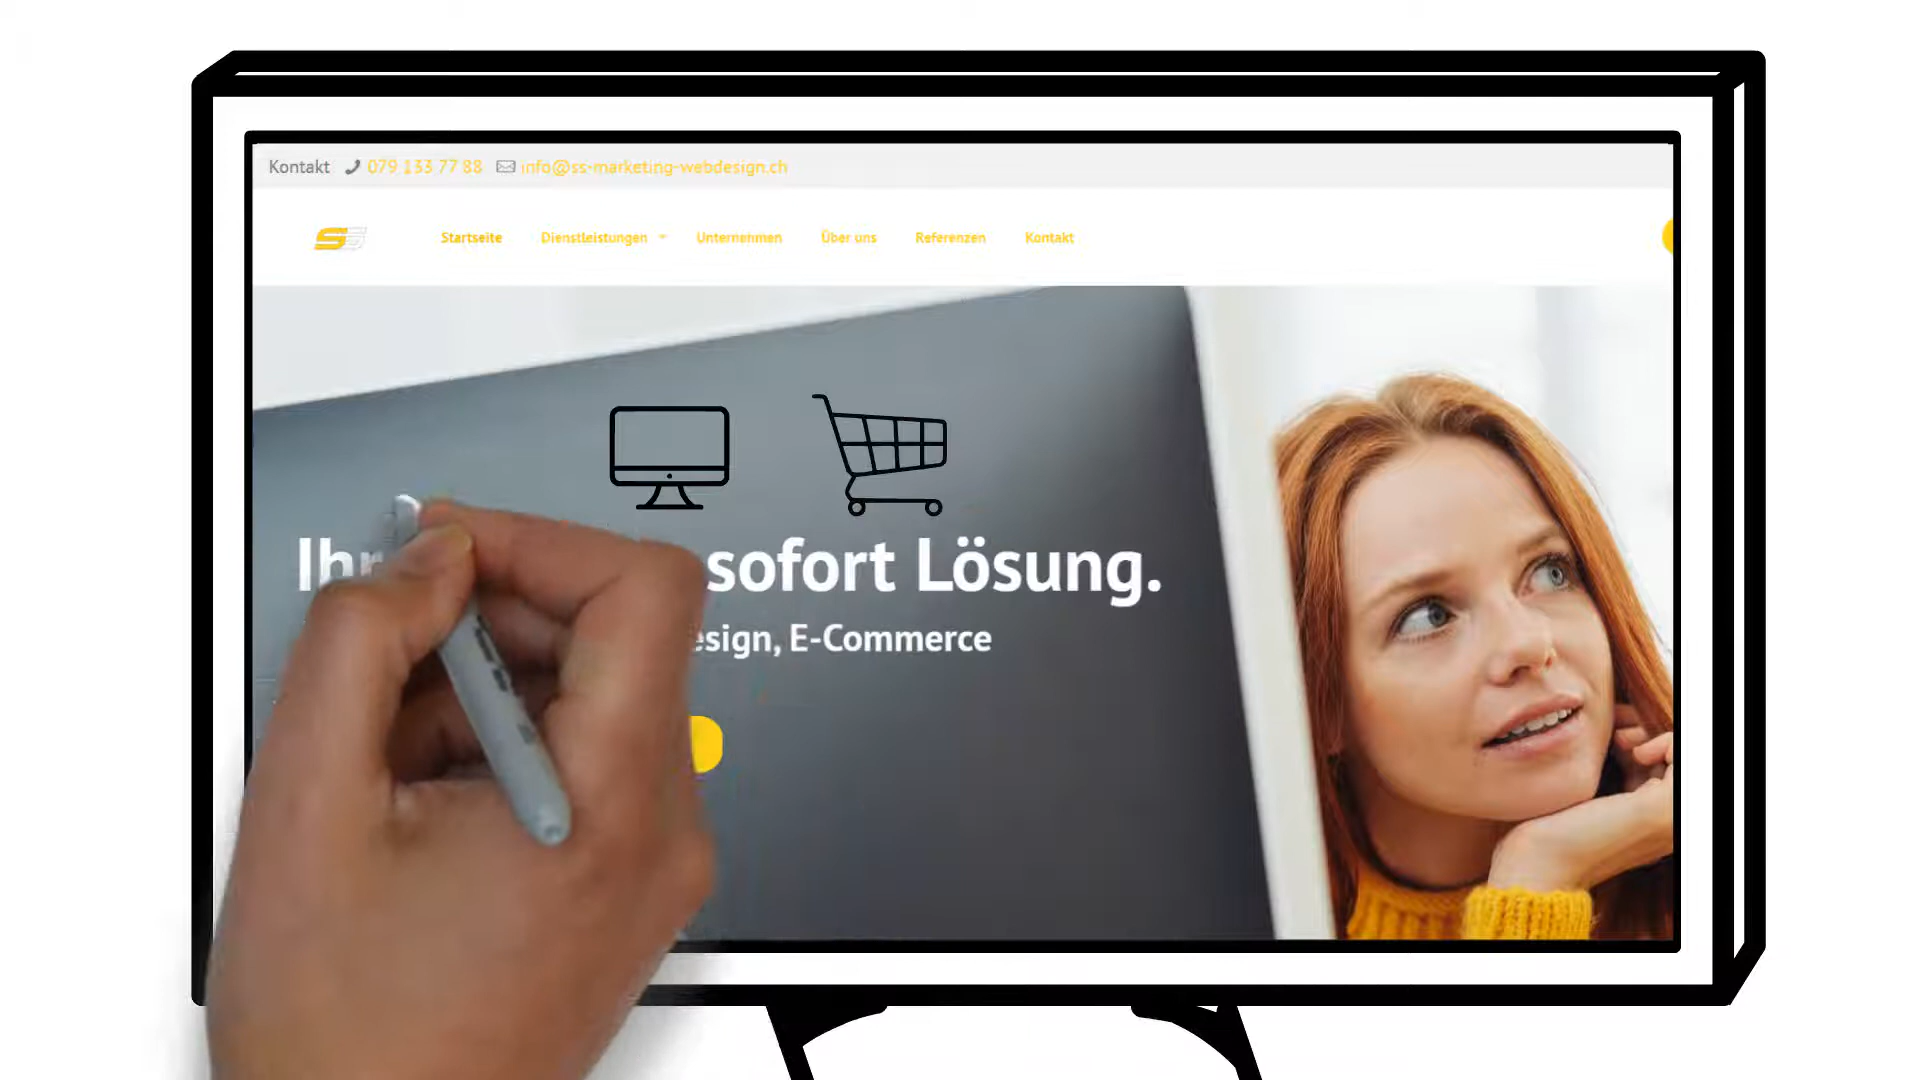 Kontakt 079 133 77 88 info@ss-marketing-webdesign.ch
SS Startseite Dienstleistungen Unternehmen Über uns Referenzen Kontakt
Ihr sofort Lösung.
esign, E-Commerce